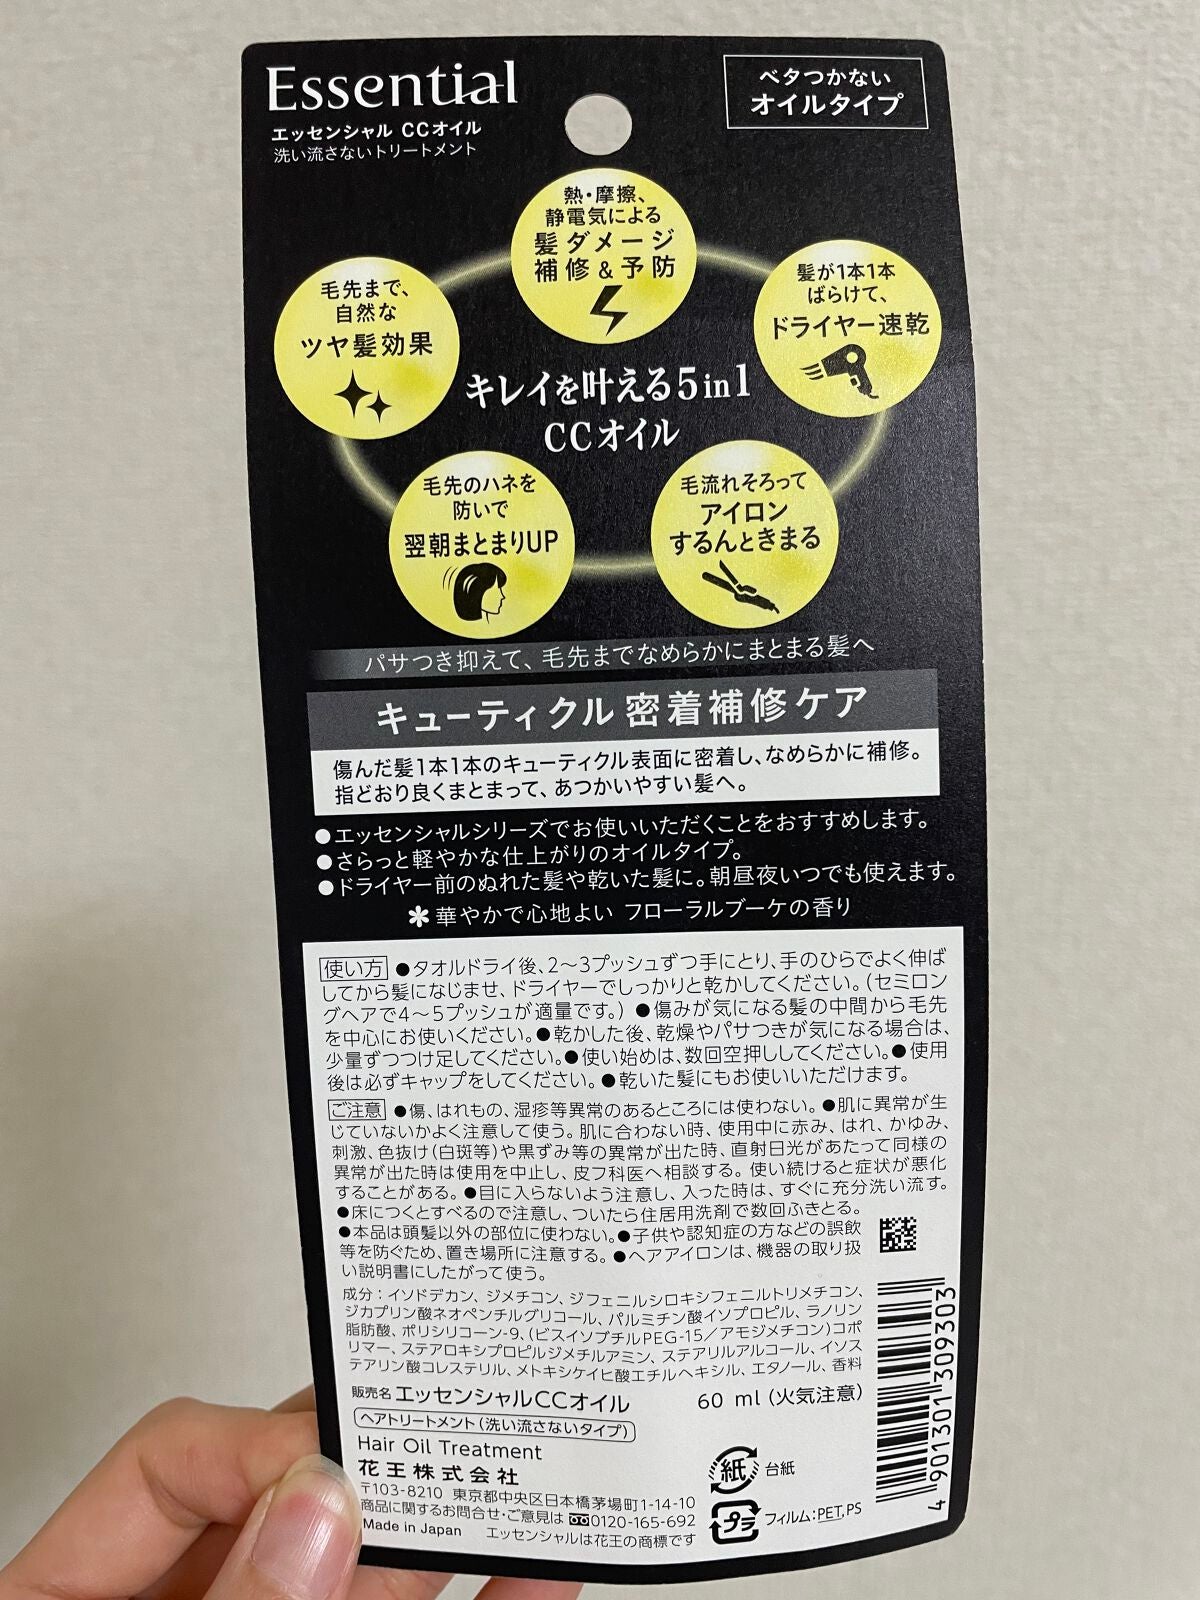 Essential
エッセンシャル CCオイル
洗い流さないトリートメント
ベタつかない
オイルタイプ
熱・摩擦、
静電気による
髪ダメージ
補修&予防
毛先まで、
自然な
ツヤ髪効果
髪が1本1本
ばらけて、
ドライヤー速乾
キレイを叶える5in1
CCオイル
毛先のハネを
防いで
翌朝まとまりUP
毛流れそろって
アイロン
するんときまる
パサつき抑えて、毛先までなめらかにまとまる髪へ
キューティクル 密着補修ケア
傷んだ髪1本1本のキューティクル表面に密着し、なめらかに補修。
指どおり良くまとまって、あつかいやすい髪へ。
●エッセンシャルシリーズでお使いいただくことをおすすめします。
●さらっと軽やかな仕上がりのオイルタイプ。
●ドライヤー前のぬれた髪や乾いた髪に。朝昼夜いつでも使えます。
✽華やかで心地よい フローラルブーケの香り
使い方 ●タオルドライ後、2〜3プッシュずつ手にとり、手のひらでよく伸ば
してから髪になじませ、ドライヤーでしっかりと乾かしてください。(セミロン
グヘアで4〜5プッシュが適量です。) ●傷みが気になる髪の中間から毛先
を中心にお使いください。●乾かした後、乾燥やパサつきが気になる場合は、
少量ずつつけ足してください。●使い始めは、数回空押ししてください。●使用
後は必ずキャップをしてください。●乾いた髪にもお使いいただけます。
ご注意 ●傷、はれもの、湿疹等異常のあるところには使わない。●肌に異常が生
じていないかよく注意して使う。肌に合わない時、使用中に赤み、はれ、かゆみ、
刺激、色抜け(白斑等)や黒ずみ等の異常が出た時、直射日光があたって同様の
異常が出た時は使用を中止し、皮フ科医へ相談する。使い続けると症状が悪化
することがある。●目に入らないよう注意し、入った時は、すぐに充分洗い流す。
●床につくとすべるので注意し、ついたら住居用洗剤で数回ふきとる。
●本品は頭髪以外の部位に使わない。●子供や認知症の方などの誤飲
等を防ぐため、置き場所に注意する。●ヘアアイロンは、機器の取り扱
い説明書にしたがって使う。
成分:イソドデカン、ジメチコン、ジフェニルシロキシフェニルトリメチコン、
ジカプリン酸ネオペンチルグリコール、パルミチン酸イソプロピル、ラノリン
脂肪酸、ポリシリコーン-9、(ビスイソブチルPEG-15/アモジメチコン)コポ
リマー、ステアロキシプロピルジメチルアミン、ステアリルアルコール、イソス
テアリン酸コレステリル、メトキシケイヒ酸エチルヘキシル、エタノール、香料
販売名 エッセンシャルCCオイル 60 ml(火気注意)
ヘアトリートメント(洗い流さないタイプ)
Hair Oil Treatment
花王株式会社
〒103-8210 東京都中央区日本橋茅場町1-14-10
商品に関するお問合せ・ご意見は 0120-165-692
Made in Japan エッセンシャルは花王の商標です
紙 台紙
プラ フィルム:PET,PS
4 901301 309303